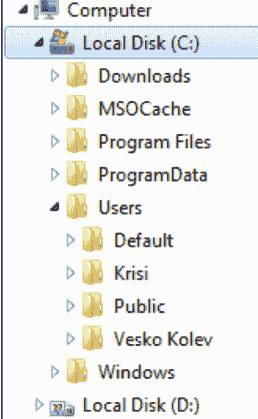 Computer
Local Disk (C:)
Downloads
MSOCache
Program Files
ProgramData
Users
Default
Krisi
Public
Vesko Kolev
Windows
Local Disk (D:)